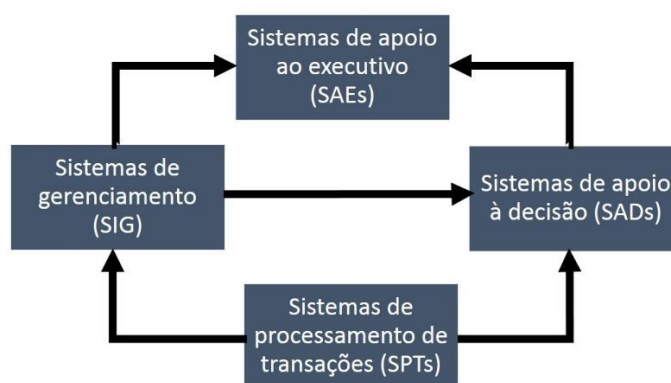 Sistemas de apoio
ao executivo
(SAEs)
Sistemas de
gerenciamento
(SIG)
Sistemas de apoio
à decisão (SADs)
Sistemas de
processamento de
transações (SPTs)